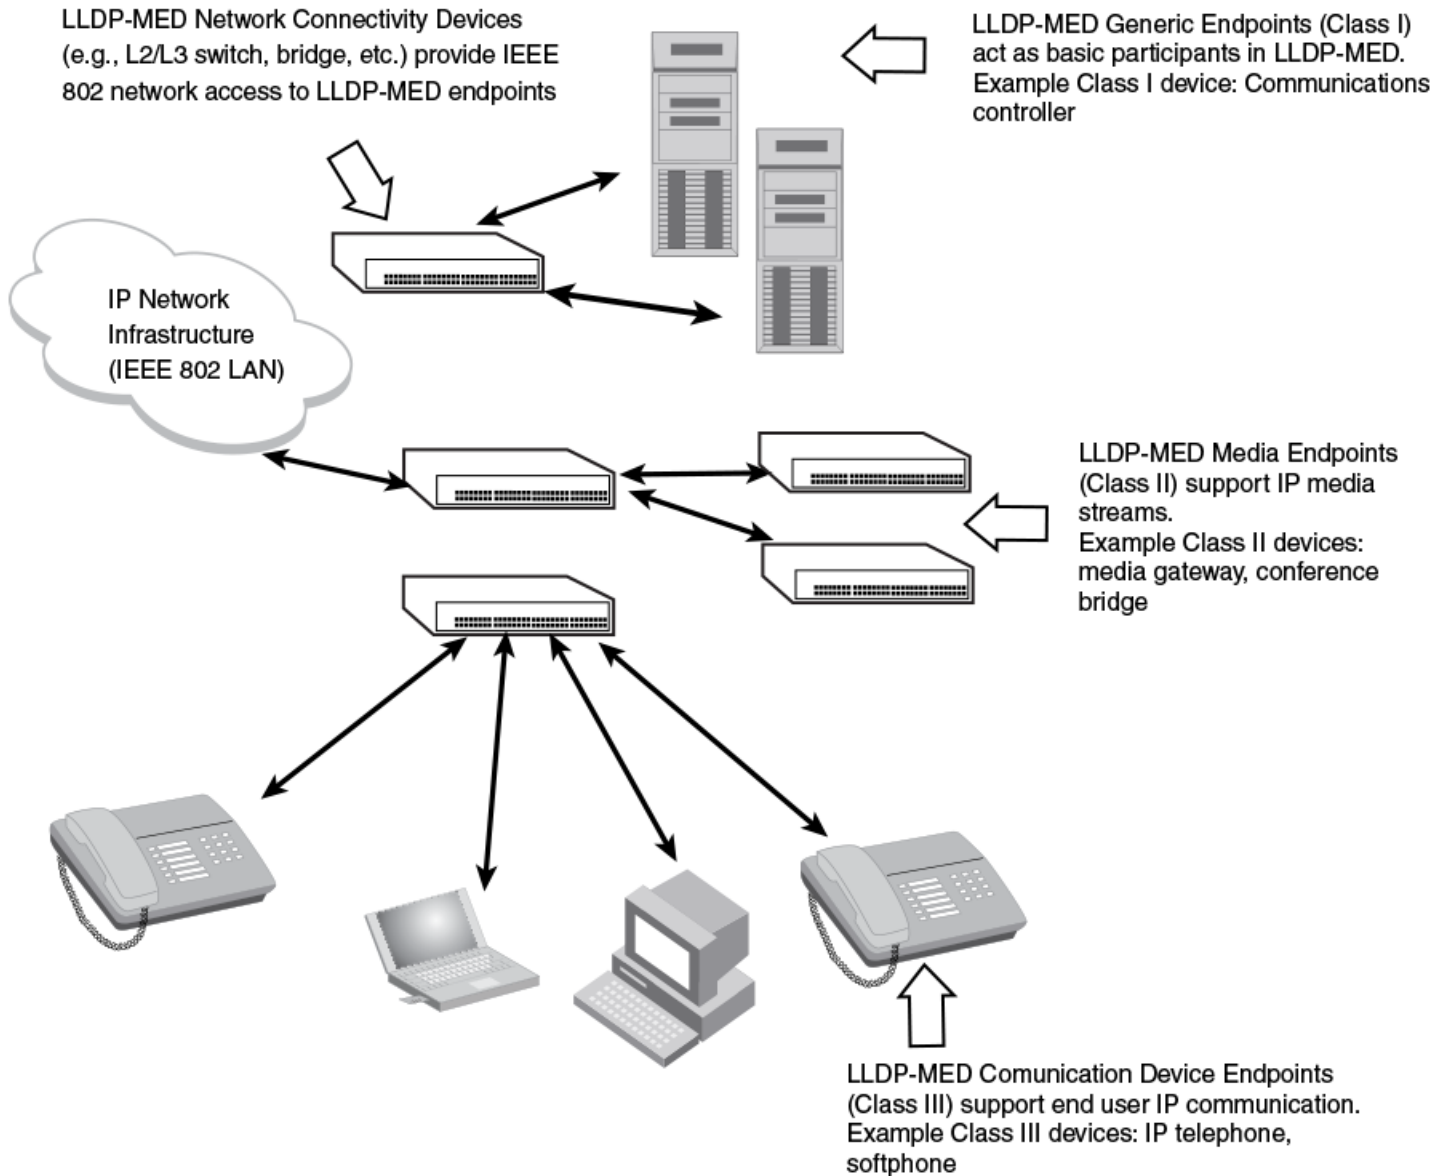 LLDP-MED Network Connectivity Devices
(e.g., L2/L3 switch, bridge, etc.) provide IEEE
802 network access to LLDP-MED endpoints
LLDP-MED Generic Endpoints (Class I)
act as basic participants in LLDP-MED.
Example Class I device: Communications
controller
IP Network
Infrastructure
(IEEE 802 LAN)
LLDP-MED Media Endpoints
(Class II) support IP media
streams.
Example Class II devices:
media gateway, conference
bridge
LLDP-MED Comunication Device Endpoints
(Class III) support end user IP communication.
Example Class III devices: IP telephone,
softphone